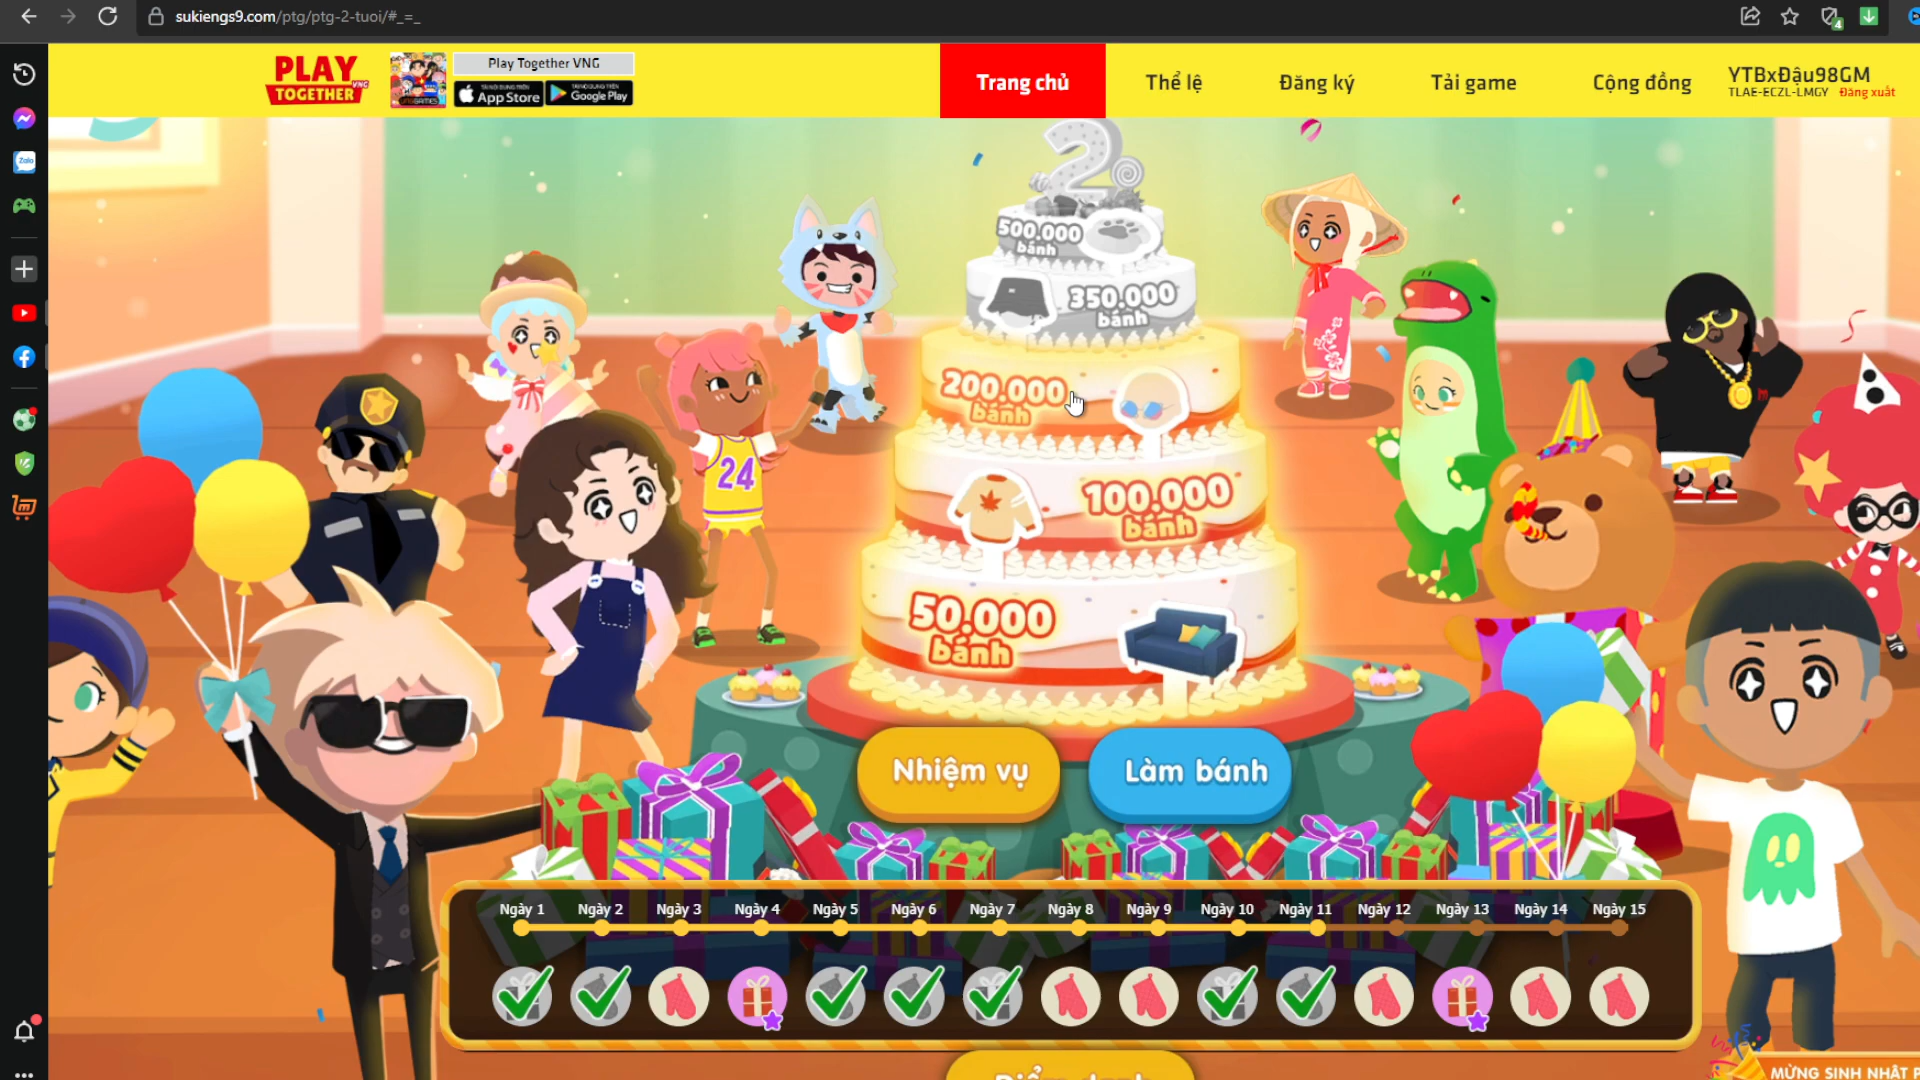 sukiengs9.com/ptg/ptg-2-tuoi/#_=_
4
PLAY
TOGETHER VNG
Play Together VNG
App Store
Google Play
Trang chủ
Thể lệ
Đăng ký
Tải game
Cộng đồng
YTBxĐậu98GM
TLAE-ECZL-LMGY Đăng xuất
Zalo
2
500.000
bánh
350.000
bánh
200.000
bánh
100.000
bánh
50.000
bánh
24
Nhiệm vụ
Làm bánh
Ngày 1 Ngày 2 Ngày 3 Ngày 4 Ngày 5 Ngày 6 Ngày 7 Ngày 8 Ngày 9 Ngày 10 Ngày 11 Ngày 12 Ngày 13 Ngày 14 Ngày 15
MỪNG SINH NHẬT P